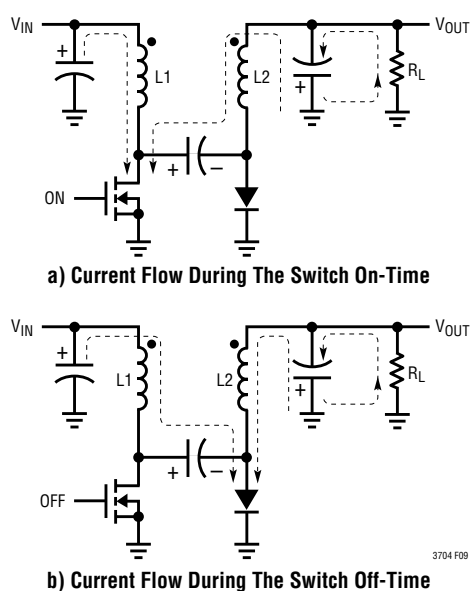 VIN
VOUT
+
L1
L2
+
RL
+
–
ON
a) Current Flow During The Switch On-Time
VIN
VOUT
+
L1
L2
+
RL
+
–
OFF
3704 F09
b) Current Flow During The Switch Off-Time